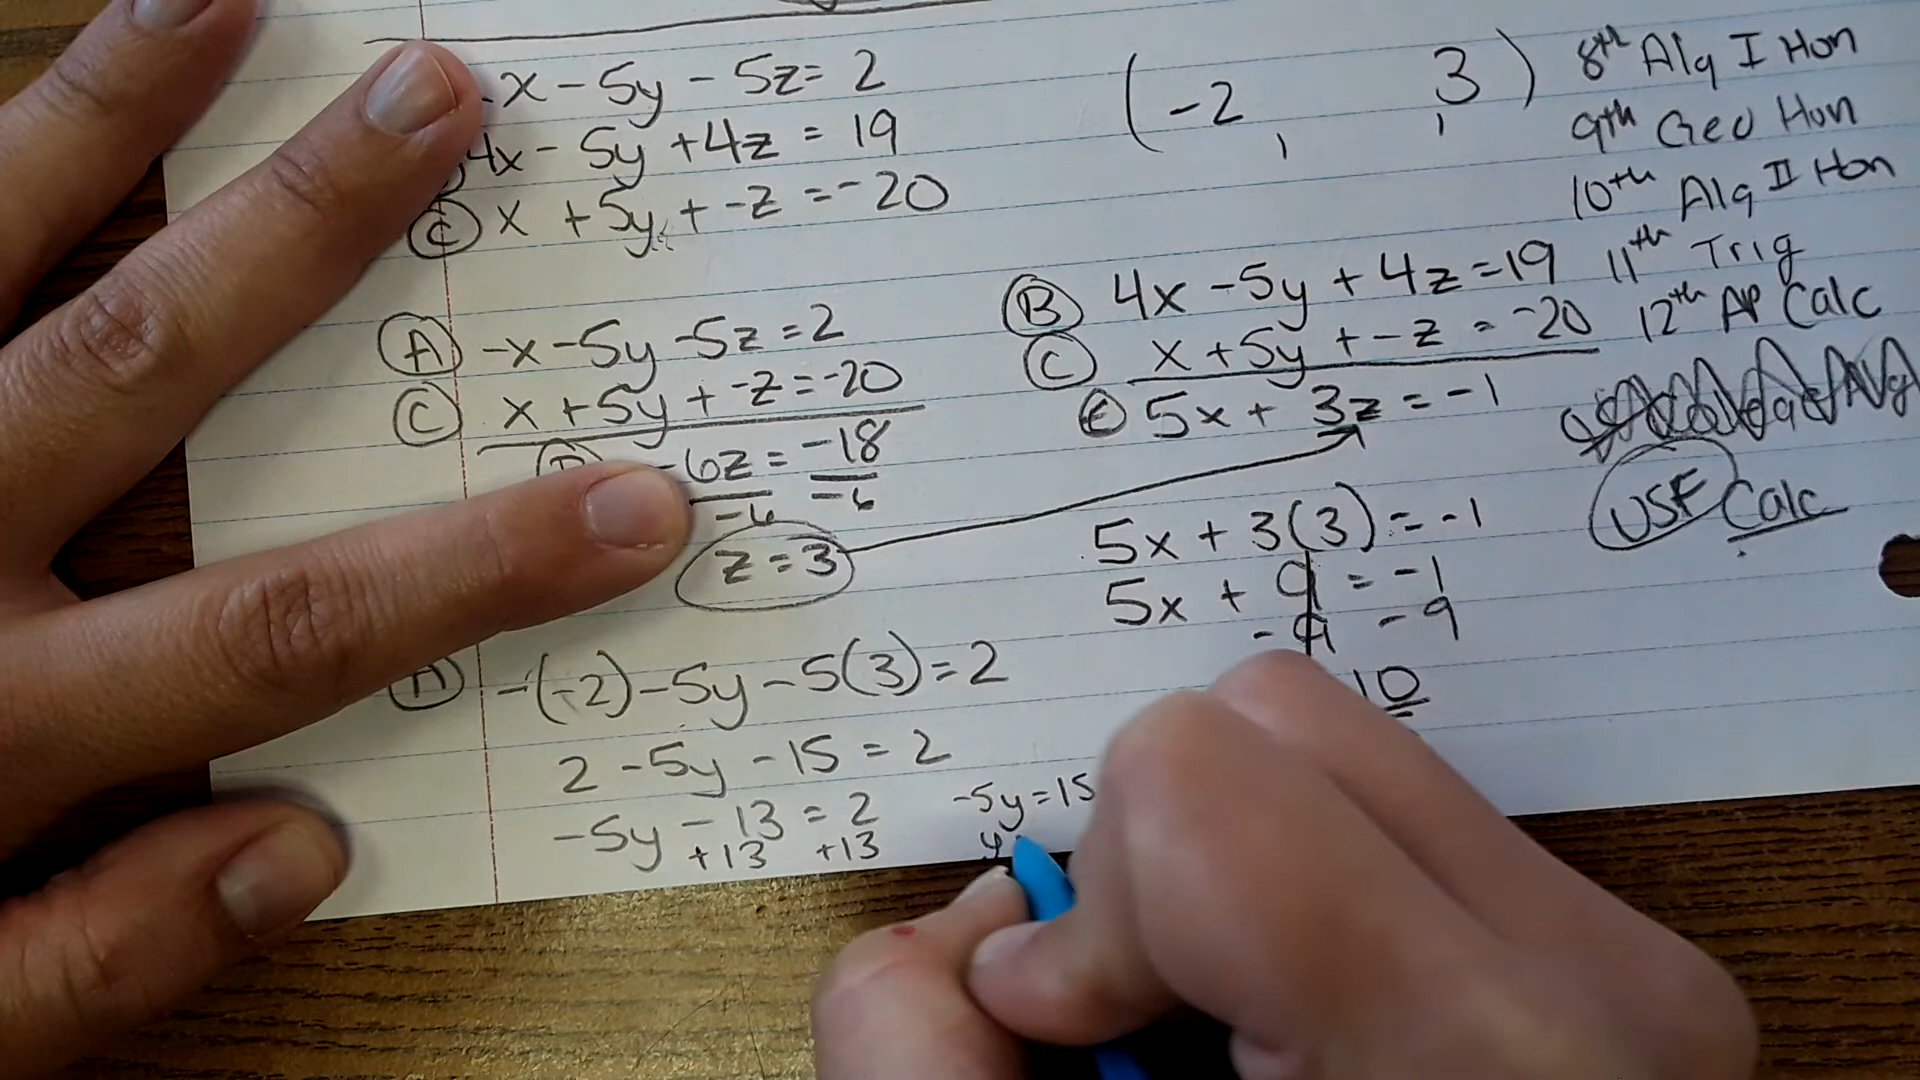 -x - 5y - 5z = 2
4x - 5y + 4z = 19
C x + 5y + -z = -20
(-2 , , 3)
8th Alg I Hon
9th Geo Hon
10th Alg II Hon
11th Trig
12th AP Calc
USF Calc
A -x - 5y - 5z = 2
C x + 5y + -z = -20
-6z = -18
-6 -6
z = 3
B 4x - 5y + 4z = 19
C x + 5y + -z = -20
E 5x + 3z = -1
5x + 3(3) = -1
5x + 9 = -1
-9 -9
10
A -(-2) - 5y - 5(3) = 2
2 - 5y - 15 = 2
-5y - 13 = 2
+13 +13
-5y = 15
y